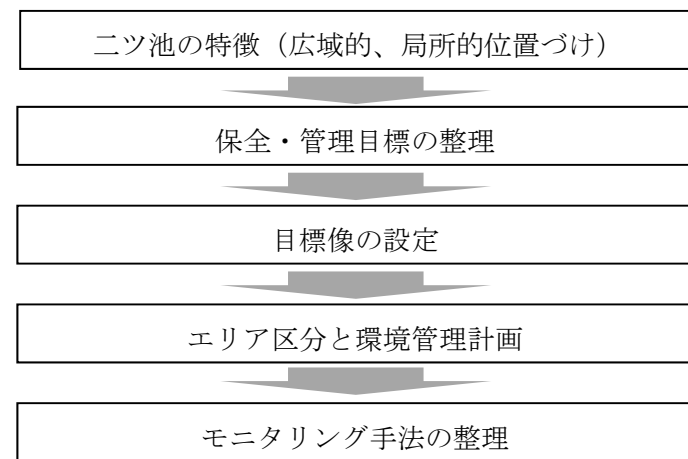 二ツ池の特徴（広域的、局所的位置づけ）
保全・管理目標の整理
目標像の設定
エリア区分と環境管理計画
モニタリング手法の整理